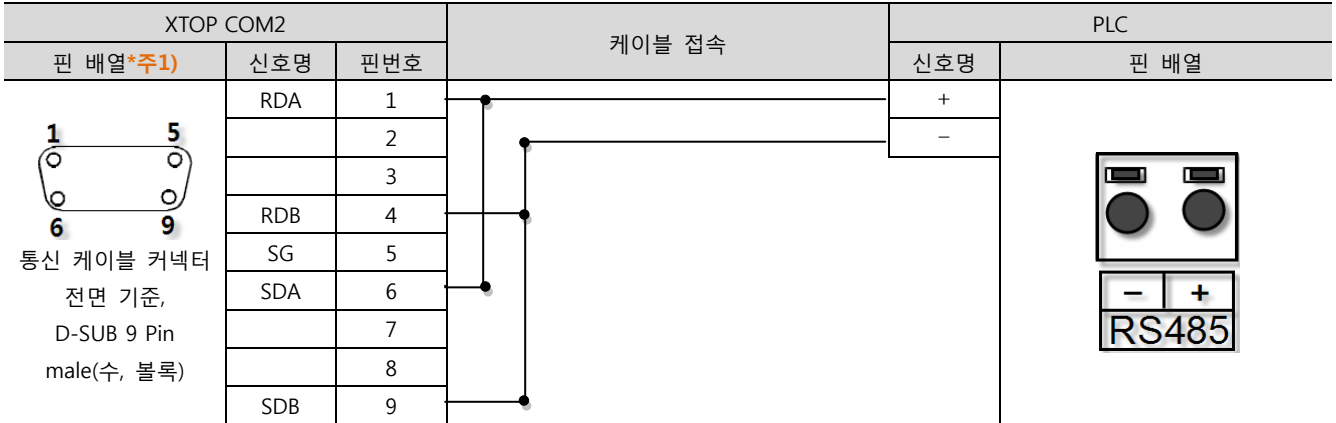 XTOP COM2 케이블 접속 PLC
핀 배열*주1) 신호명 핀번호 신호명 핀 배열
RDA 1 +
2 −
3
RDB 4
SG 5
SDA 6
7
8
SDB 9
1 5
6 9
통신 케이블 커넥터
전면 기준,
D-SUB 9 Pin
male(수, 볼록)
− +
RS485